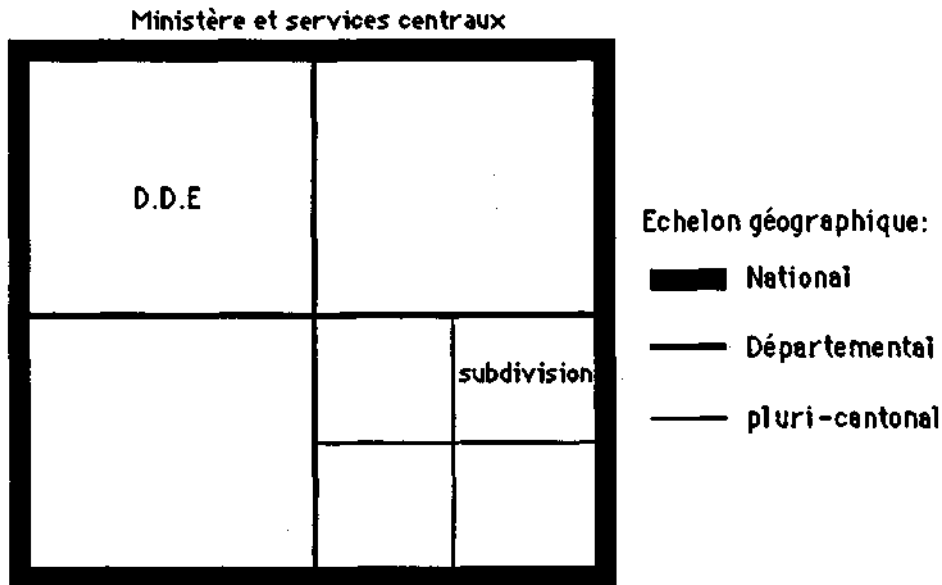 Ministère et services centraux
D.D.E
subdivision
Echelon géographique:
National
Départemental
pluri-cantonal